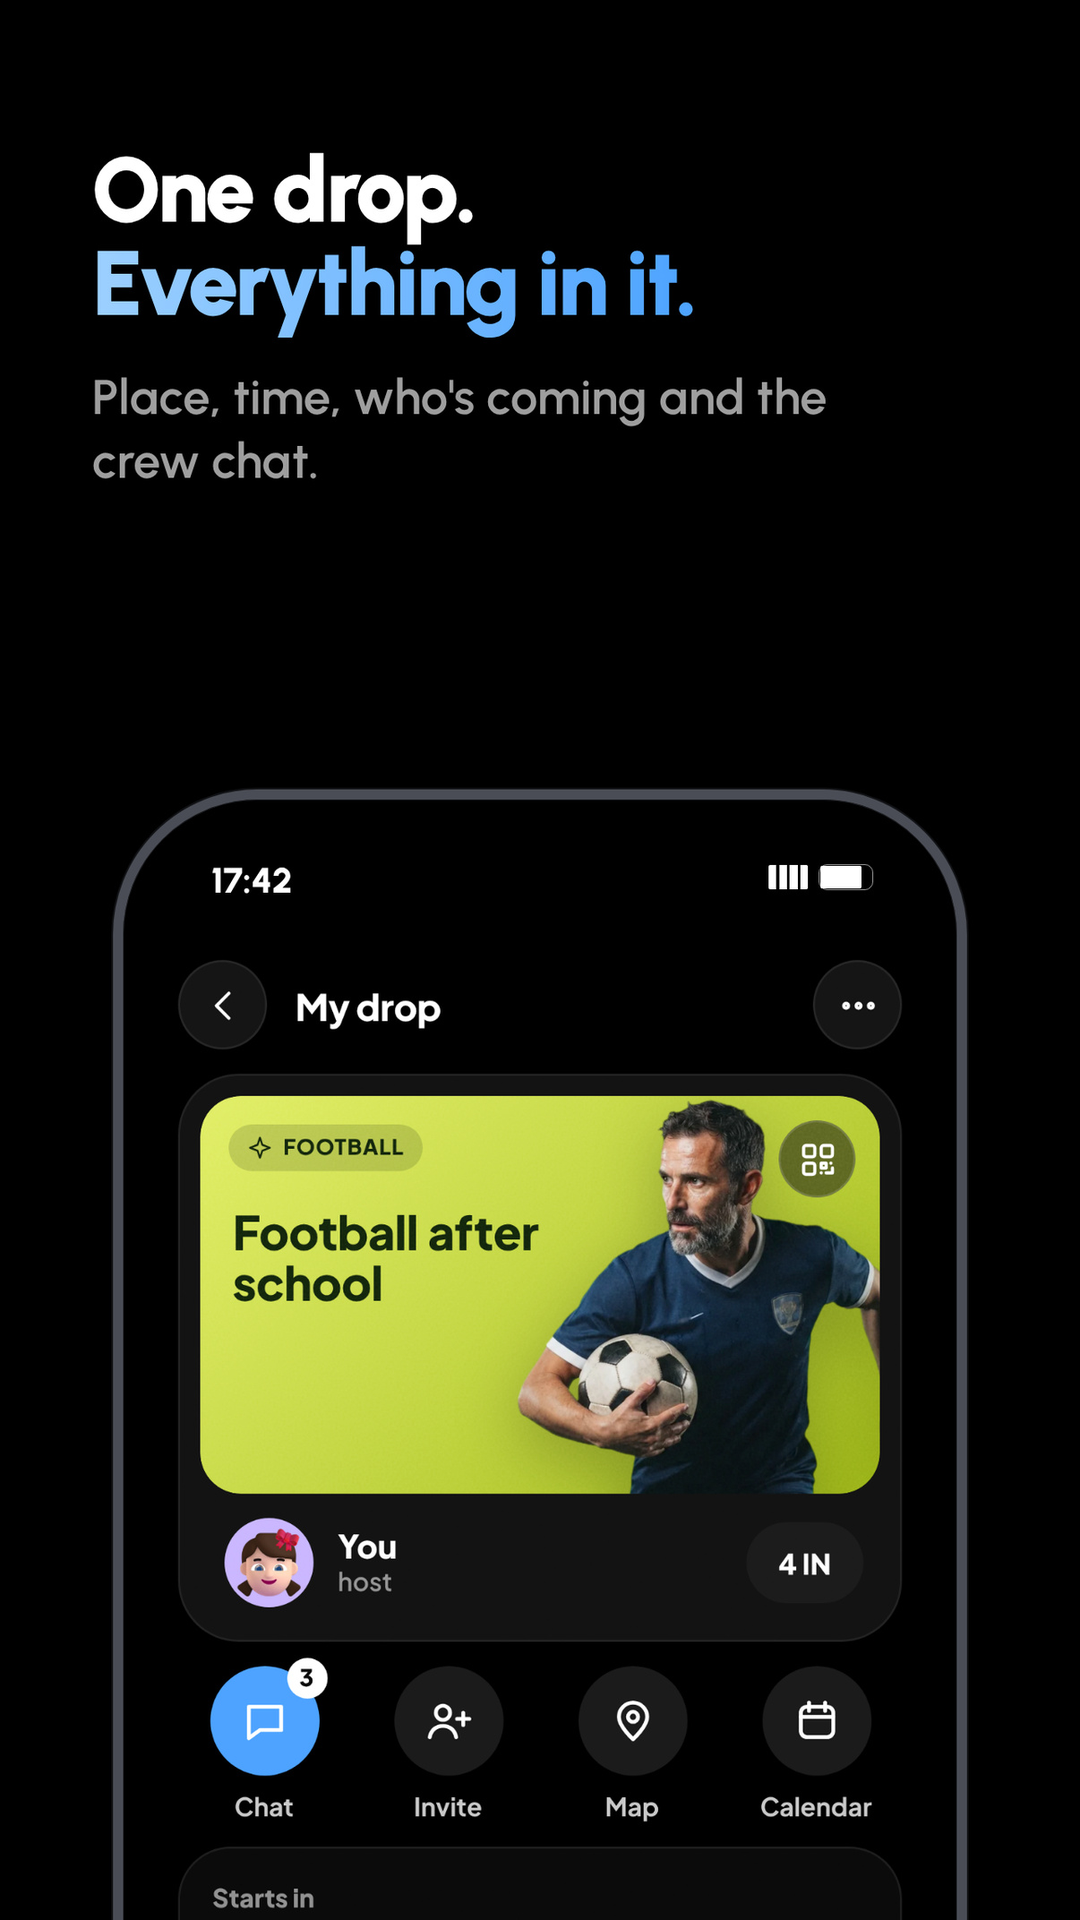 One drop.
Everything in it.
Place, time, who's coming and the
crew chat.
17:42
My drop
FOOTBALL
Football after
school
You
host
4 IN
3
Chat
Invite
Map
Calendar
Starts in